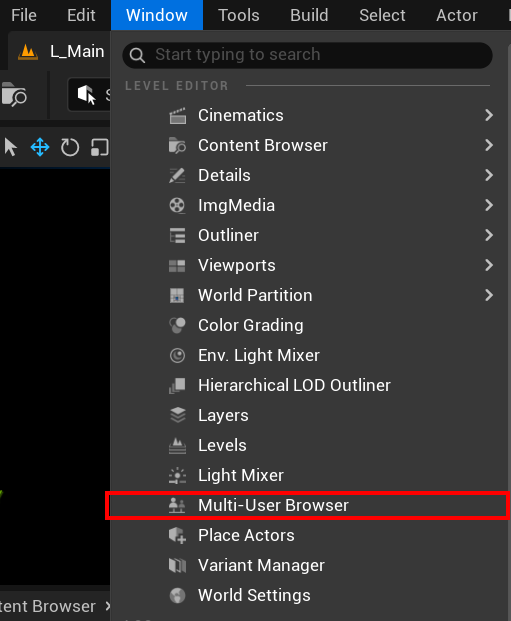 File Edit Window Tools Build Select Actor
L_Main
Start typing to search
LEVEL EDITOR
Cinematics
Content Browser
Details
ImgMedia
Outliner
Viewports
World Partition
Color Grading
Env. Light Mixer
Hierarchical LOD Outliner
Layers
Levels
Light Mixer
Multi-User Browser
Place Actors
Variant Manager
World Settings
tent Browser